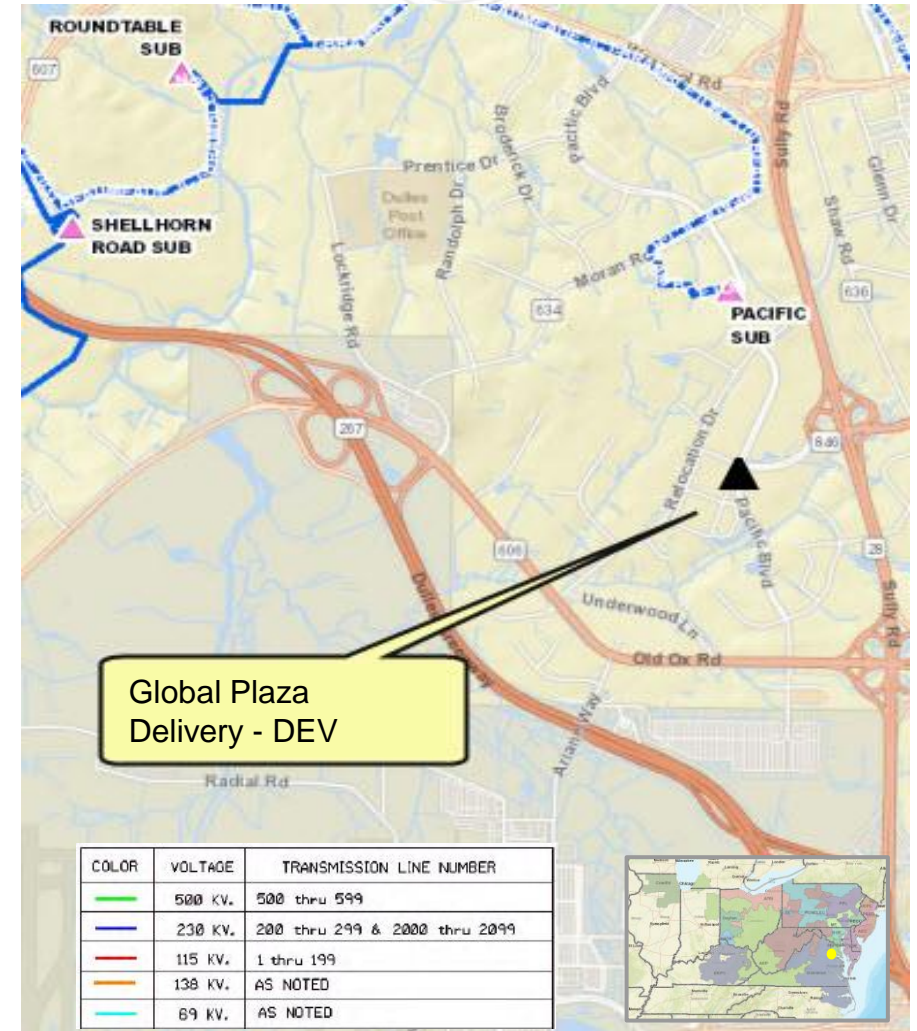 ROUNDTABLE
SUB
607
SHELLHORN
ROAD SUB
Prentice Dr
Dulles
Post
Office
Broderick Dr
Pacific Blvd
Randolph Dr
Lockridge Rd
Moran R
634
Sully Rd
Glenn Dr
Shaw Rd
636
PACIFIC
SUB
267
846
Relocation Dr
Pacific Blvd
606
28
Underwood Ln
Sully Rd
Old Ox Rd
Ariane Way
Global Plaza
Delivery - DEV
Radial Rd
COLOR VOLTAGE TRANSMISSION LINE NUMBER
500 KV. 500 thru 599
230 KV. 200 thru 299 & 2000 thru 2099
115 KV. 1 thru 199
138 KV. AS NOTED
69 KV. AS NOTED